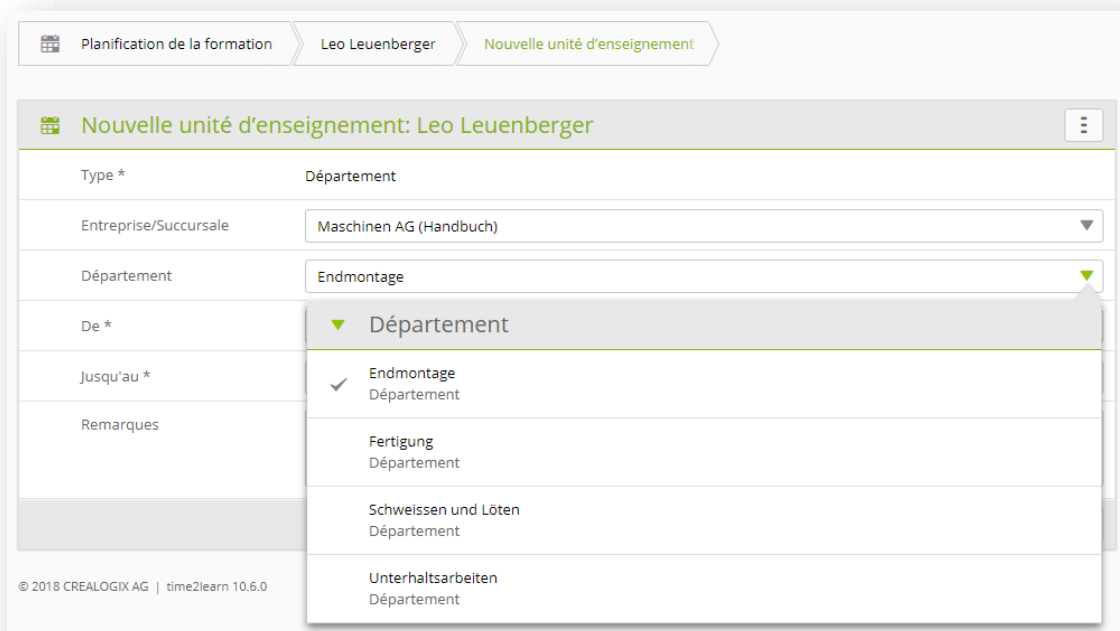 Planification de la formation
Leo Leuenberger
Nouvelle unité d'enseignement
Nouvelle unité d'enseignement: Leo Leuenberger
Type *
Département
Entreprise/Succursale
Maschinen AG (Handbuch)
Département
Endmontage
De *
Jusqu'au *
Remarques
Département
Endmontage
Département
Fertigung
Département
Schweissen und Löten
Département
Unterhaltsarbeiten
Département
© 2018 CREALOGIX AG | time2learn 10.6.0